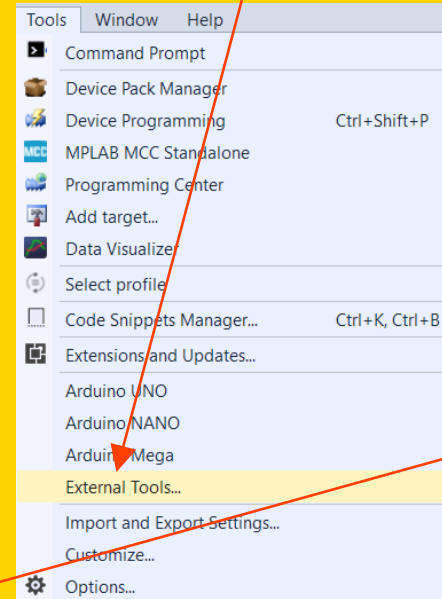 Tools Window Help
Command Prompt
Device Pack Manager
Device Programming Ctrl+Shift+P
MCC MPLAB MCC Standalone
Programming Center
Add target...
Data Visualizer
Select profile
Code Snippets Manager... Ctrl+K, Ctrl+B
Extensions and Updates...
Arduino UNO
Arduino NANO
Arduino Mega
External Tools...
Import and Export Settings...
Customize...
Options...